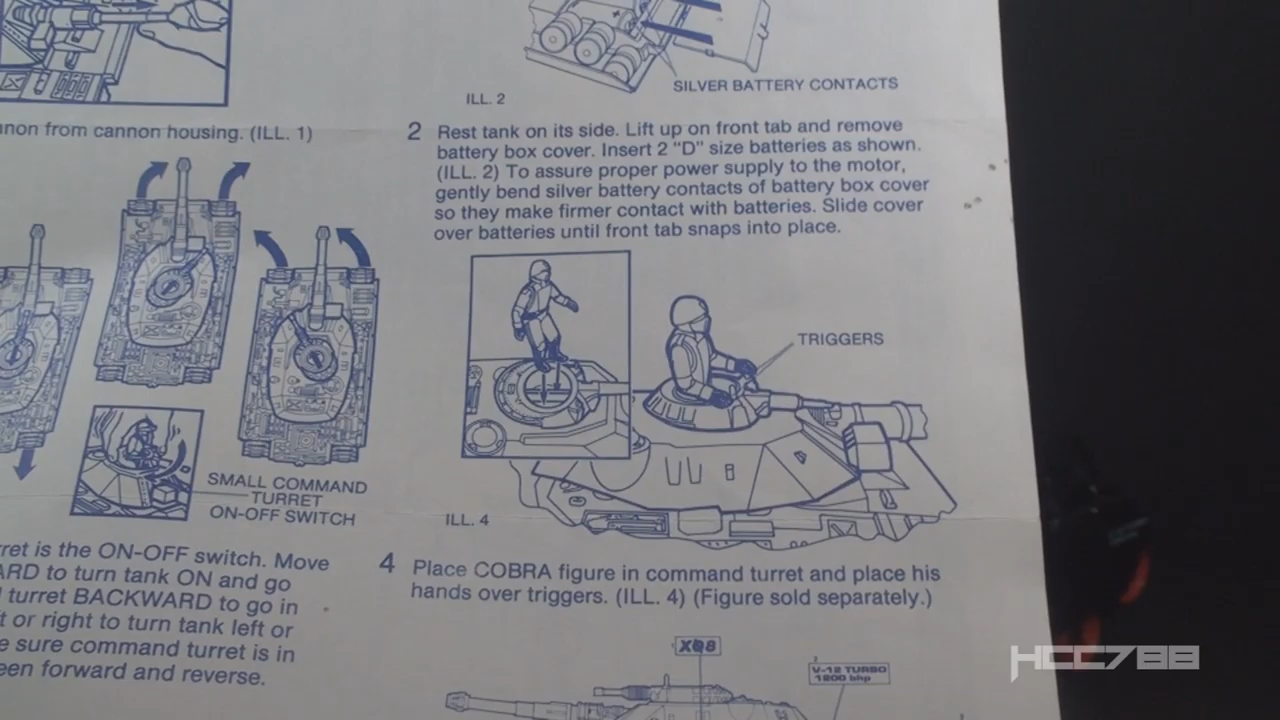 cannon from cannon housing. (ILL. 1)
SMALL COMMAND
TURRET
ON-OFF SWITCH
is the ON-OFF switch. Move
to turn tank ON and go
turret BACKWARD to go in
or right to turn tank left or
sure command turret is in
forward and reverse.
SILVER BATTERY CONTACTS
ILL. 2
2 Rest tank on its side. Lift up on front tab and remove
battery box cover. Insert 2 "D" size batteries as shown.
(ILL. 2) To assure proper power supply to the motor,
gently bend silver battery contacts of battery box cover
so they make firmer contact with batteries. Slide cover
over batteries until front tab snaps into place.
TRIGGERS
ILL. 4
4 Place COBRA figure in command turret and place his
hands over triggers. (ILL. 4) (Figure sold separately.)
V-12 TURBO
1200 bhp
HCC788